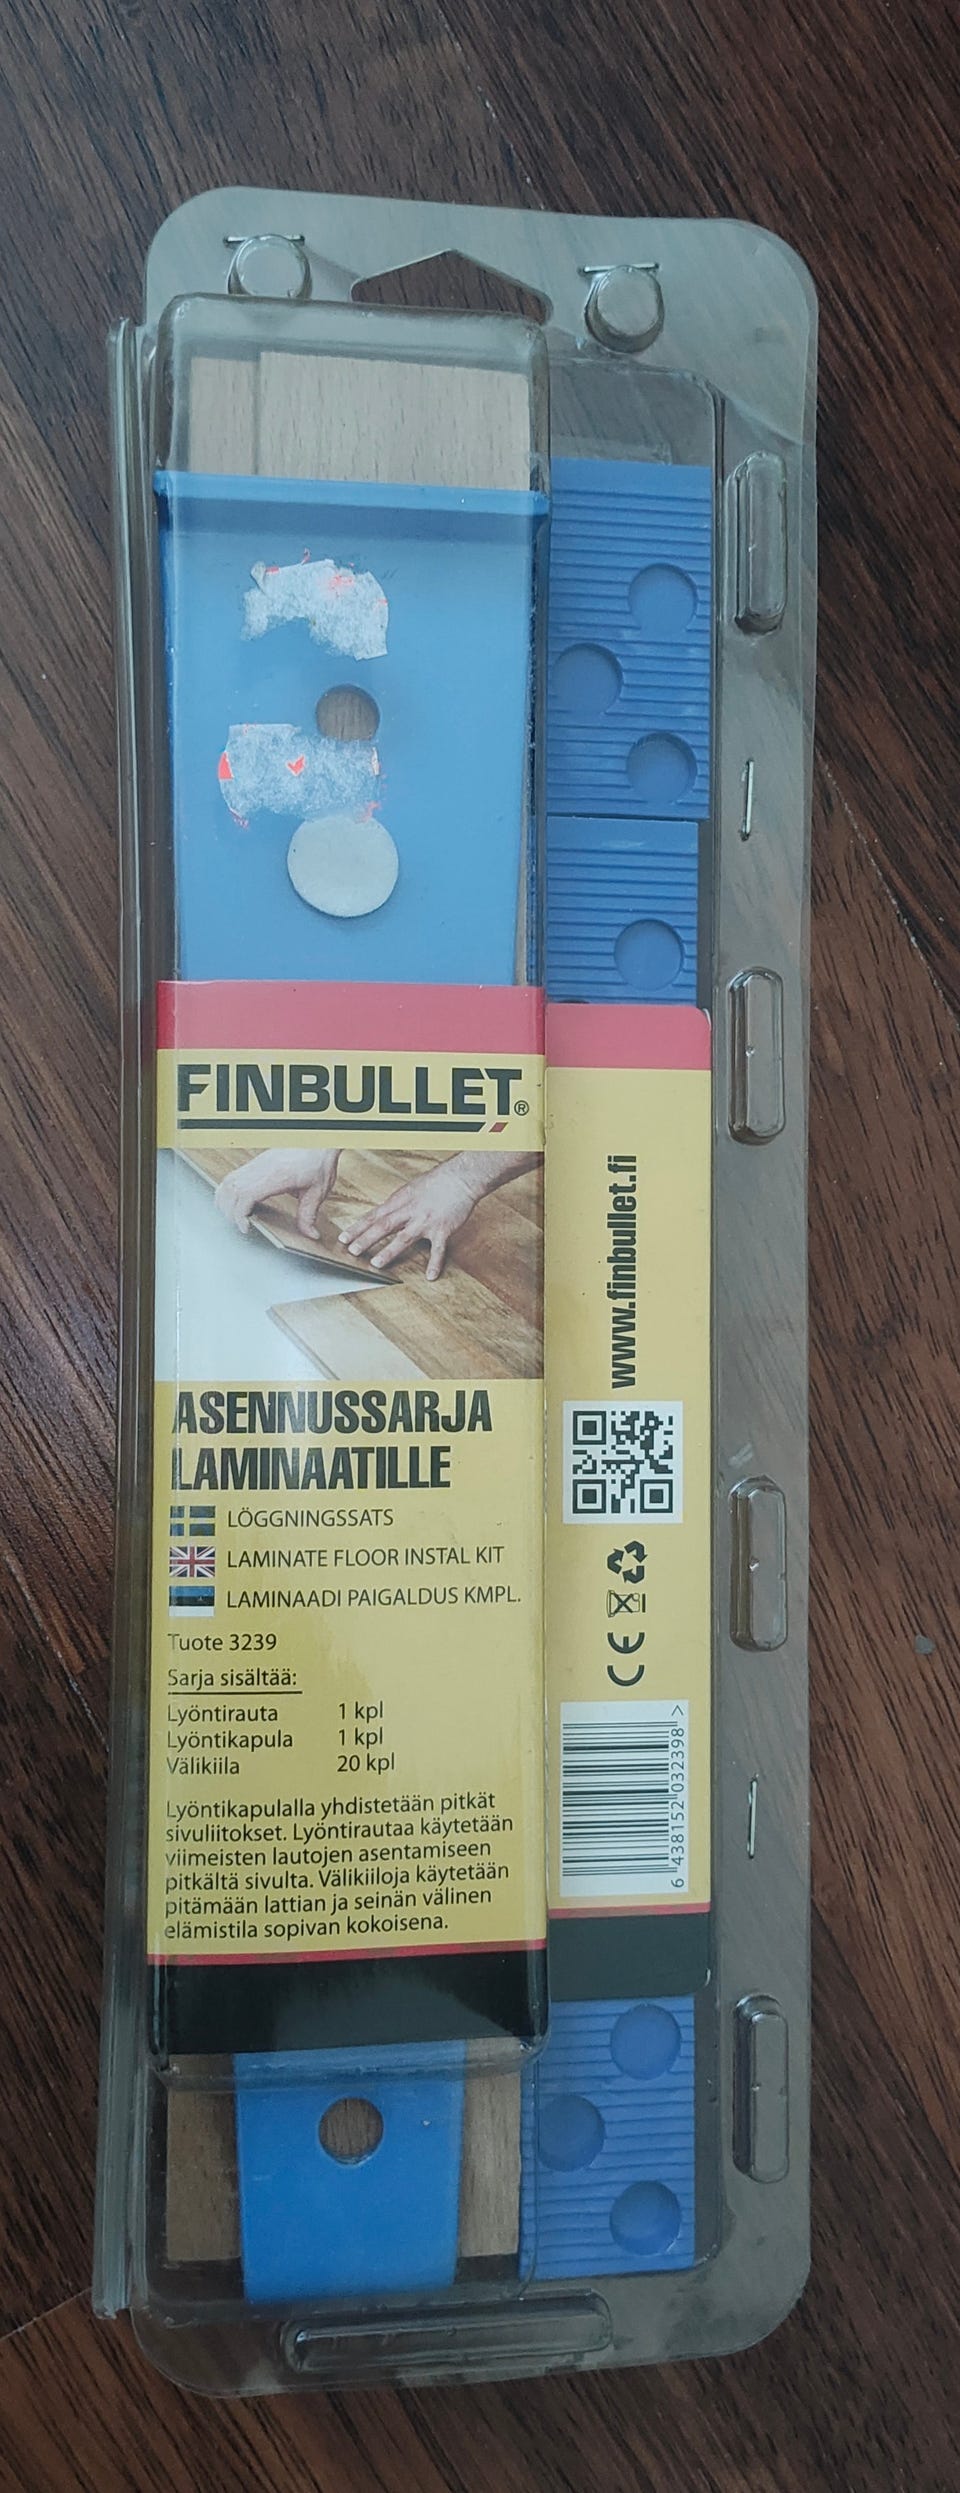 FINBULLET®
ASENNUSSARJA
LAMINAATILLE
LÖGGNINGSSATS
LAMINATE FLOOR INSTAL KIT
LAMINAADI PAIGALDUS KMPL.
Tuote 3239
Sarja sisältää:
Lyöntirauta 1 kpl
Lyöntikapula 1 kpl
Välikiila 20 kpl
Lyöntikapulalla yhdistetään pitkät
sivuliitokset. Lyöntirautaa käytetään
viimeisten lautojen asentamiseen
pitkältä sivulta. Välikiiloja käytetään
pitämään lattian ja seinän välinen
elämistila sopivan kokoisena.
www.finbullet.fi
CE
6 438152 032398 >